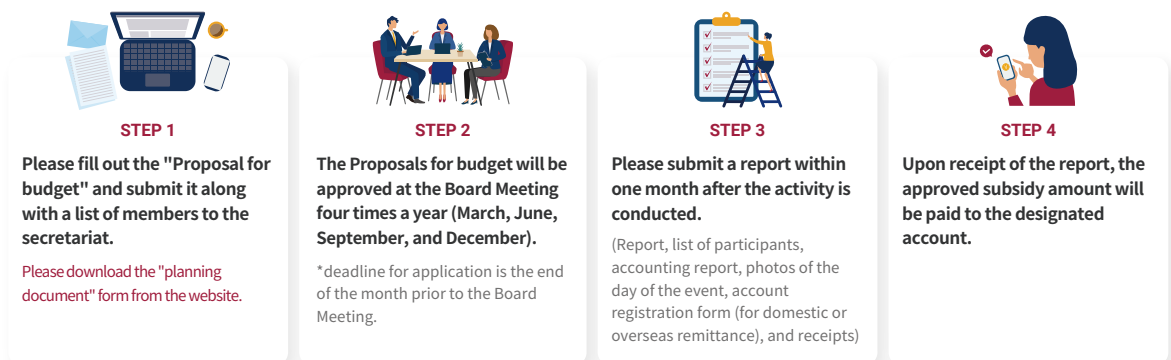 STEP 1
Please fill out the "Proposal for
budget" and submit it along
with a list of members to the
secretariat.
Please download the "planning
document" form from the website.
STEP 2
The Proposals for budget will be
approved at the Board Meeting
four times a year (March, June,
September, and December).
*deadline for application is the end
of the month prior to the Board
Meeting.
STEP 3
Please submit a report within
one month after the activity is
conducted.
(Report, list of participants,
accounting report, photos of the
day of the event, account
registration form (for domestic or
overseas remittance), and receipts)
STEP 4
Upon receipt of the report, the
approved subsidy amount will
be paid to the designated
account.